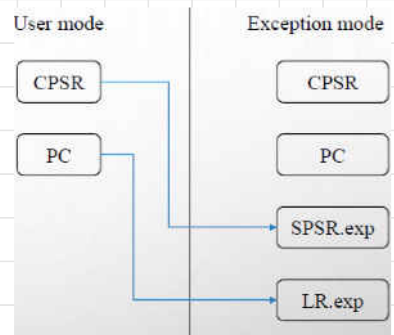 User mode Exception mode
CPSR CPSR
PC PC
SPSR.exp
LR.exp